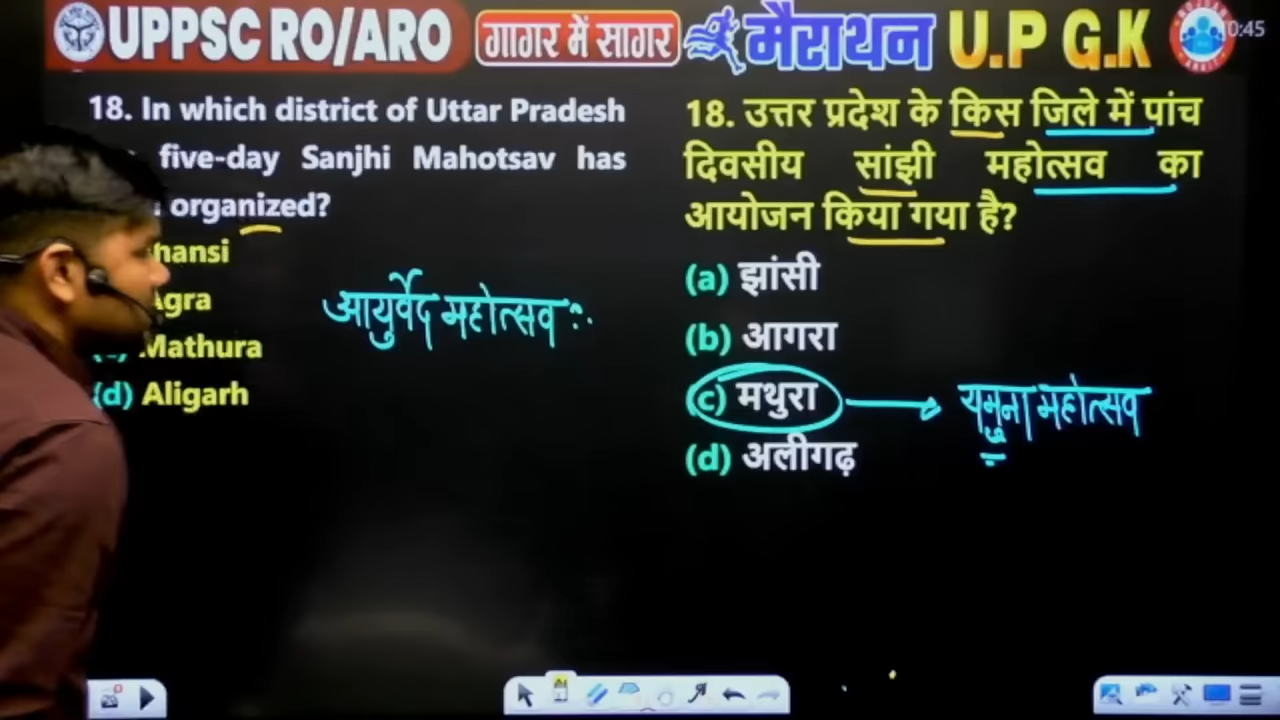 UPPSC RO/ARO गागर में सागर मैराथन U.P G.K
0:45
18. In which district of Uttar Pradesh
five-day Sanjhi Mahotsav has
organized?
hansi
Agra
Mathura
(d) Aligarh
आयुर्वेद महोत्सव :-
18. उत्तर प्रदेश के किस जिले में पांच
दिवसीय सांझी महोत्सव का
आयोजन किया गया है?
(a) झांसी
(b) आगरा
(c) मथुरा
यमुना महोत्सव
(d) अलीगढ़